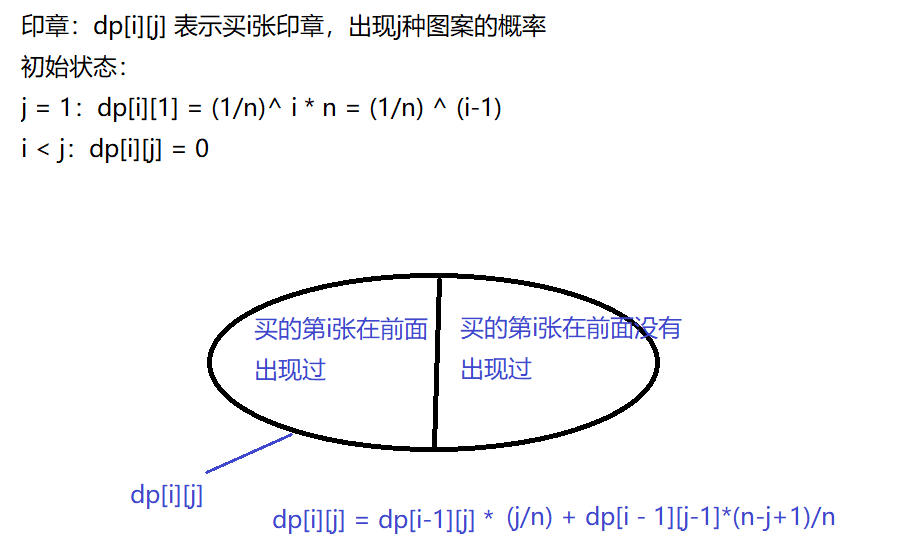 印章：dp[i][j] 表示买i张印章，出现j种图案的概率
初始状态：
j = 1：dp[i][1] = (1/n)^ i * n = (1/n) ^ (i-1)
i < j：dp[i][j] = 0
买的第i张在前面
出现过
买的第i张在前面没有
出现过
dp[i][j]
dp[i][j] = dp[i-1][j] * (j/n) + dp[i - 1][j-1]*(n-j+1)/n